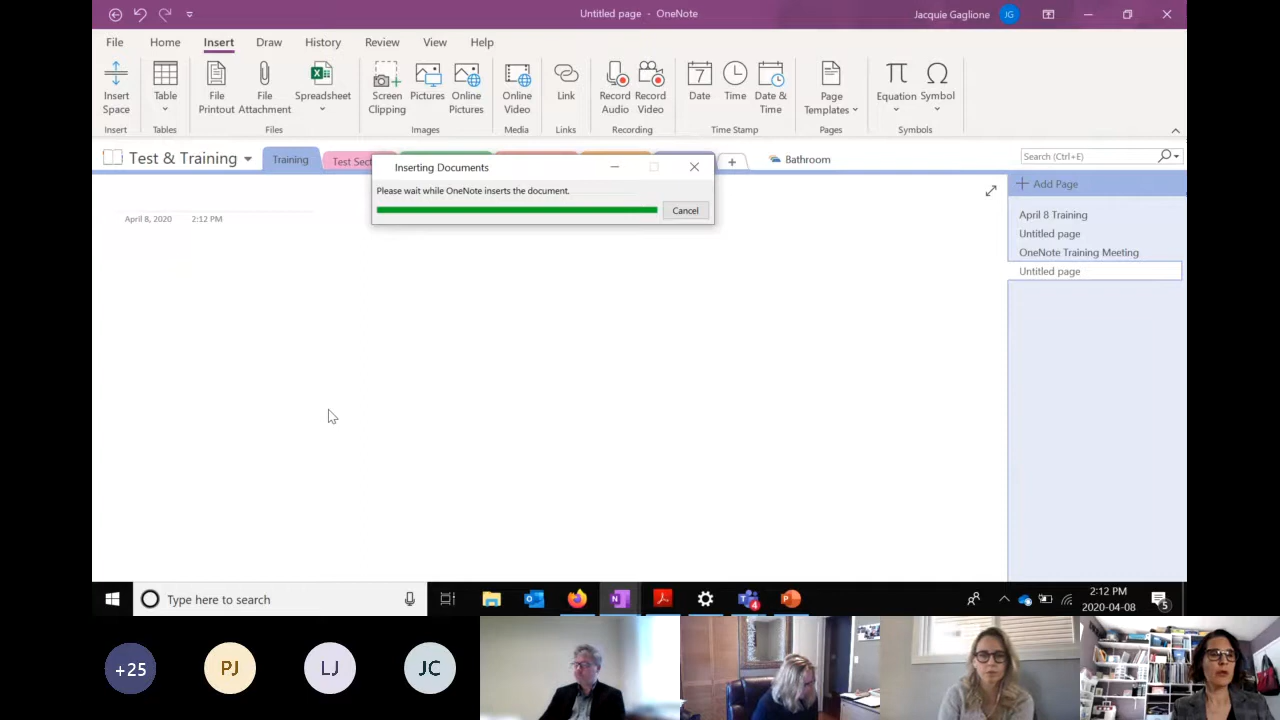 Untitled page - OneNote
Jacquie Gaglione
JG
File Home Insert Draw History Review View Help
Insert Space
Table
File Printout
File Attachment
Spreadsheet
Screen Clipping
Pictures
Online Pictures
Online Video
Link
Record Audio
Record Video
7
Date
Time
Date & Time
Page Templates
π
Equation
Ω
Symbol
Insert
Tables
Files
Images
Media
Links
Recording
Time Stamp
Pages
Symbols
Test & Training
Training
Test Sect
Bathroom
Search (Ctrl+E)
Inserting Documents
Please wait while OneNote inserts the document.
Cancel
Add Page
April 8 Training
Untitled page
OneNote Training Meeting
Untitled page
April 8, 2020 2:12 PM
Type here to search
4
2:12 PM
2020-04-08
5
+25
PJ
LJ
JC